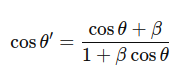 cos θ′ = (cos θ + β) / (1 + β cos θ)